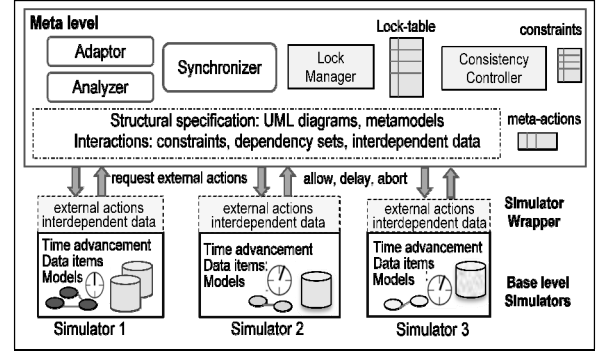 Meta level
Lock-table
constraints
Adaptor
Analyzer
Synchronizer
Lock
Manager
Consistency
Controller
Structural specification: UML diagrams, metamodels
Interactions: constraints, dependency sets, interdependent data
meta-actions
request external actions
allow, delay, abort
external actions
interdependent data
external actions
interdependent data
external actions
interdependent data
Simulator
Wrapper
Time advancement
Data items
Models
Time advancement
Data items
Models
Time advancement
Data items
Models
Base level
Simulators
Simulator 1
Simulator 2
Simulator 3